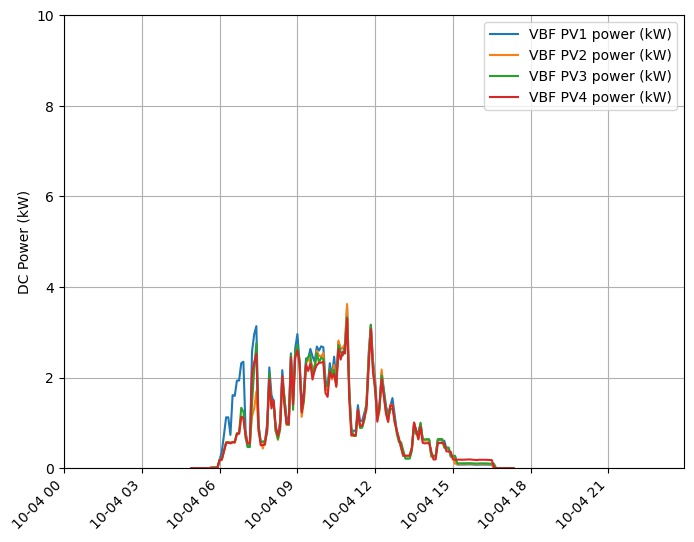 10
8
6
4
2
0
DC Power (kW)
VBF PV1 power (kW)
VBF PV2 power (kW)
VBF PV3 power (kW)
VBF PV4 power (kW)
10-04 00
10-04 03
10-04 06
10-04 09
10-04 12
10-04 15
10-04 18
10-04 21